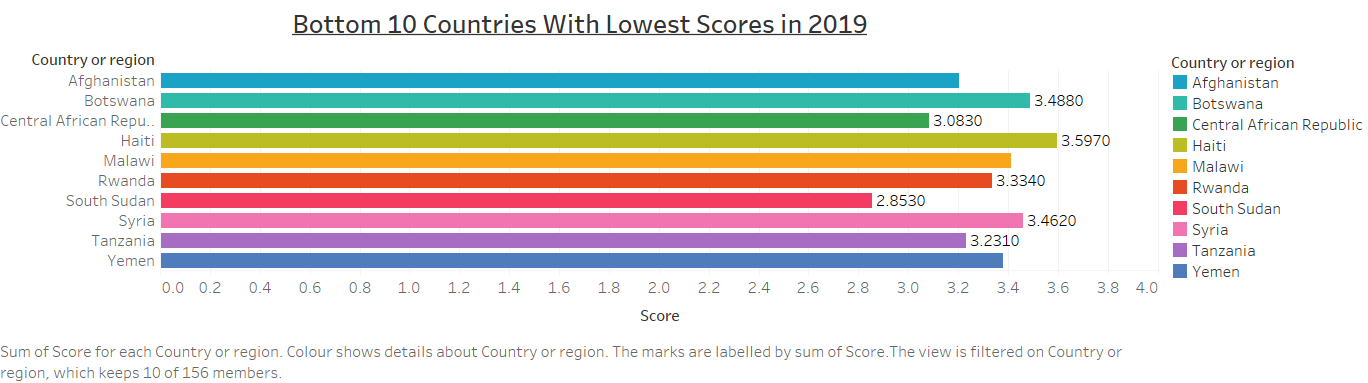 Bottom 10 Countries With Lowest Scores in 2019
Country or region
Afghanistan
Botswana 3.4880
Central African Repu.. 3.0830
Haiti 3.5970
Malawi
Rwanda 3.3340
South Sudan 2.8530
Syria 3.4620
Tanzania 3.2310
Yemen
0.0 0.2 0.4 0.6 0.8 1.0 1.2 1.4 1.6 1.8 2.0 2.2 2.4 2.6 2.8 3.0 3.2 3.4 3.6 3.8 4.0
Score
Country or region
Afghanistan
Botswana
Central African Republic
Haiti
Malawi
Rwanda
South Sudan
Syria
Tanzania
Yemen
Sum of Score for each Country or region. Colour shows details about Country or region. The marks are labelled by sum of Score.The view is filtered on Country or
region, which keeps 10 of 156 members.